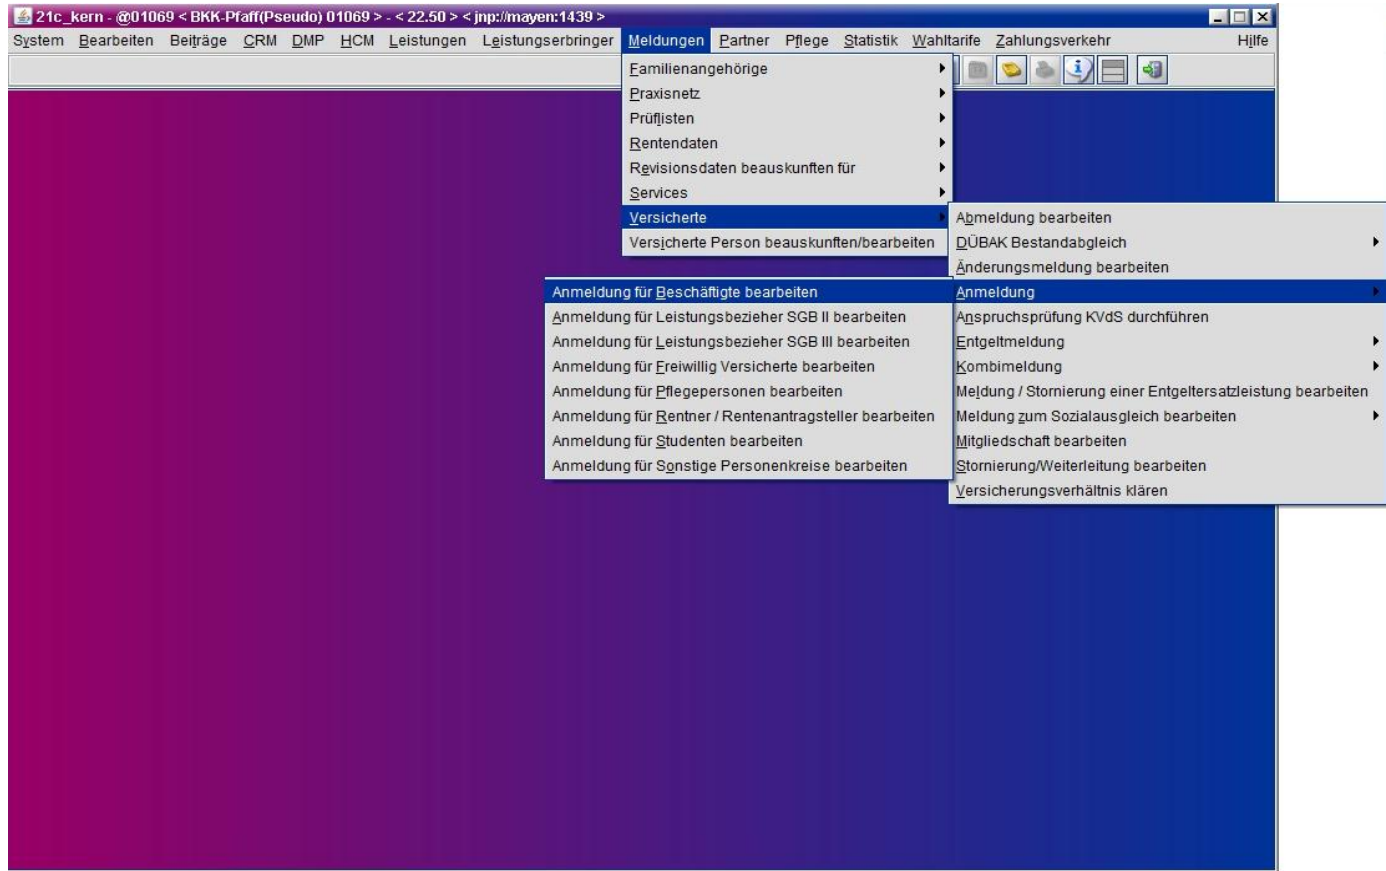 21c_kern - @01069 < BKK-Pfaff(Pseudo) 01069 > - < 22.50 > < jnp://mayen:1439 >
System Bearbeiten Beiträge CRM DMP HCM Leistungen Leistungserbringer Meldungen Partner Pflege Statistik Wahltarife Zahlungsverkehr Hilfe
Familienangehörige
Praxisnetz
Prüflisten
Rentendaten
Revisionsdaten beauskunften für
Services
Versicherte
Versicherte Person beauskunften/bearbeiten
Abmeldung bearbeiten
DÜBAK Bestandabgleich
Änderungsmeldung bearbeiten
Anmeldung
Anspruchsprüfung KVdS durchführen
Entgeltmeldung
Kombimeldung
Meldung / Stornierung einer Entgeltersatzleistung bearbeiten
Meldung zum Sozialausgleich bearbeiten
Mitgliedschaft bearbeiten
Stornierung/Weiterleitung bearbeiten
Versicherungsverhältnis klären
Anmeldung für Beschäftigte bearbeiten
Anmeldung für Leistungsbezieher SGB II bearbeiten
Anmeldung für Leistungsbezieher SGB III bearbeiten
Anmeldung für Freiwillig Versicherte bearbeiten
Anmeldung für Pflegepersonen bearbeiten
Anmeldung für Rentner / Rentenantragsteller bearbeiten
Anmeldung für Studenten bearbeiten
Anmeldung für Sonstige Personenkreise bearbeiten